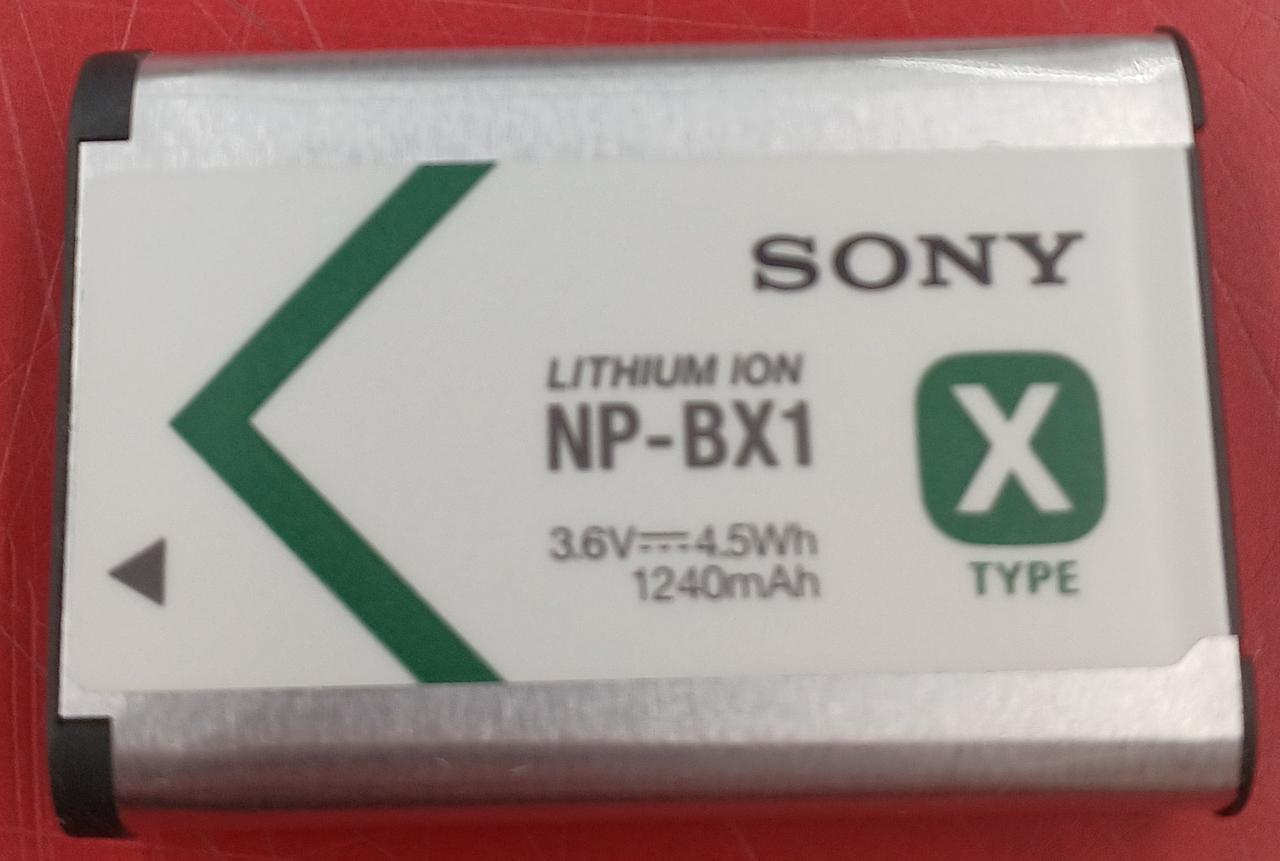 SONY
LITHIUM ION
NP-BX1
3.6V⎓4.5Wh
1240mAh
X
TYPE